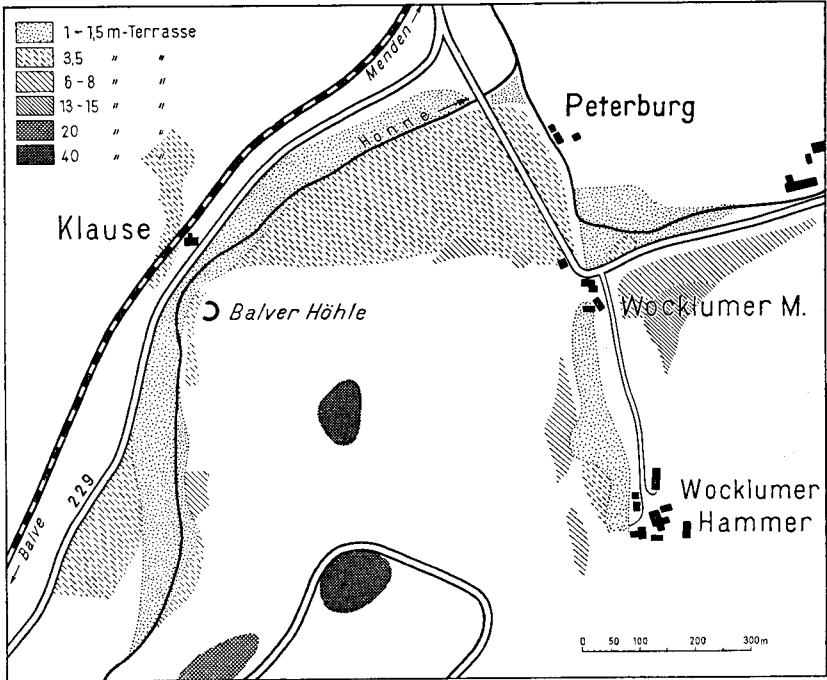 1 - 1,5 m-Terrasse
3,5 " "
6 - 8 " "
13 - 15 " "
20 " "
40 " "
Menden
Hönne
Peterburg
Klause
Balver Höhle
Wocklumer M.
229
Balve
Wocklumer
Hammer
0 50 100 200 300m